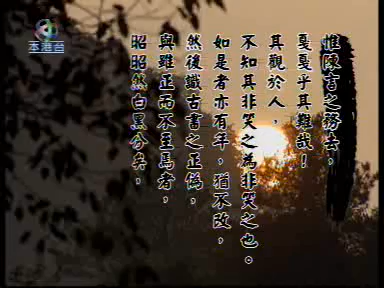 本港台
惟陳言之務去，
戛戛乎其難哉！
其觀於人，
不知其非笑之為非笑之也。
如是者亦有年，猶不改，
然後識古書之正偽，
與雖正而不至焉者，
昭昭然白黑分矣，